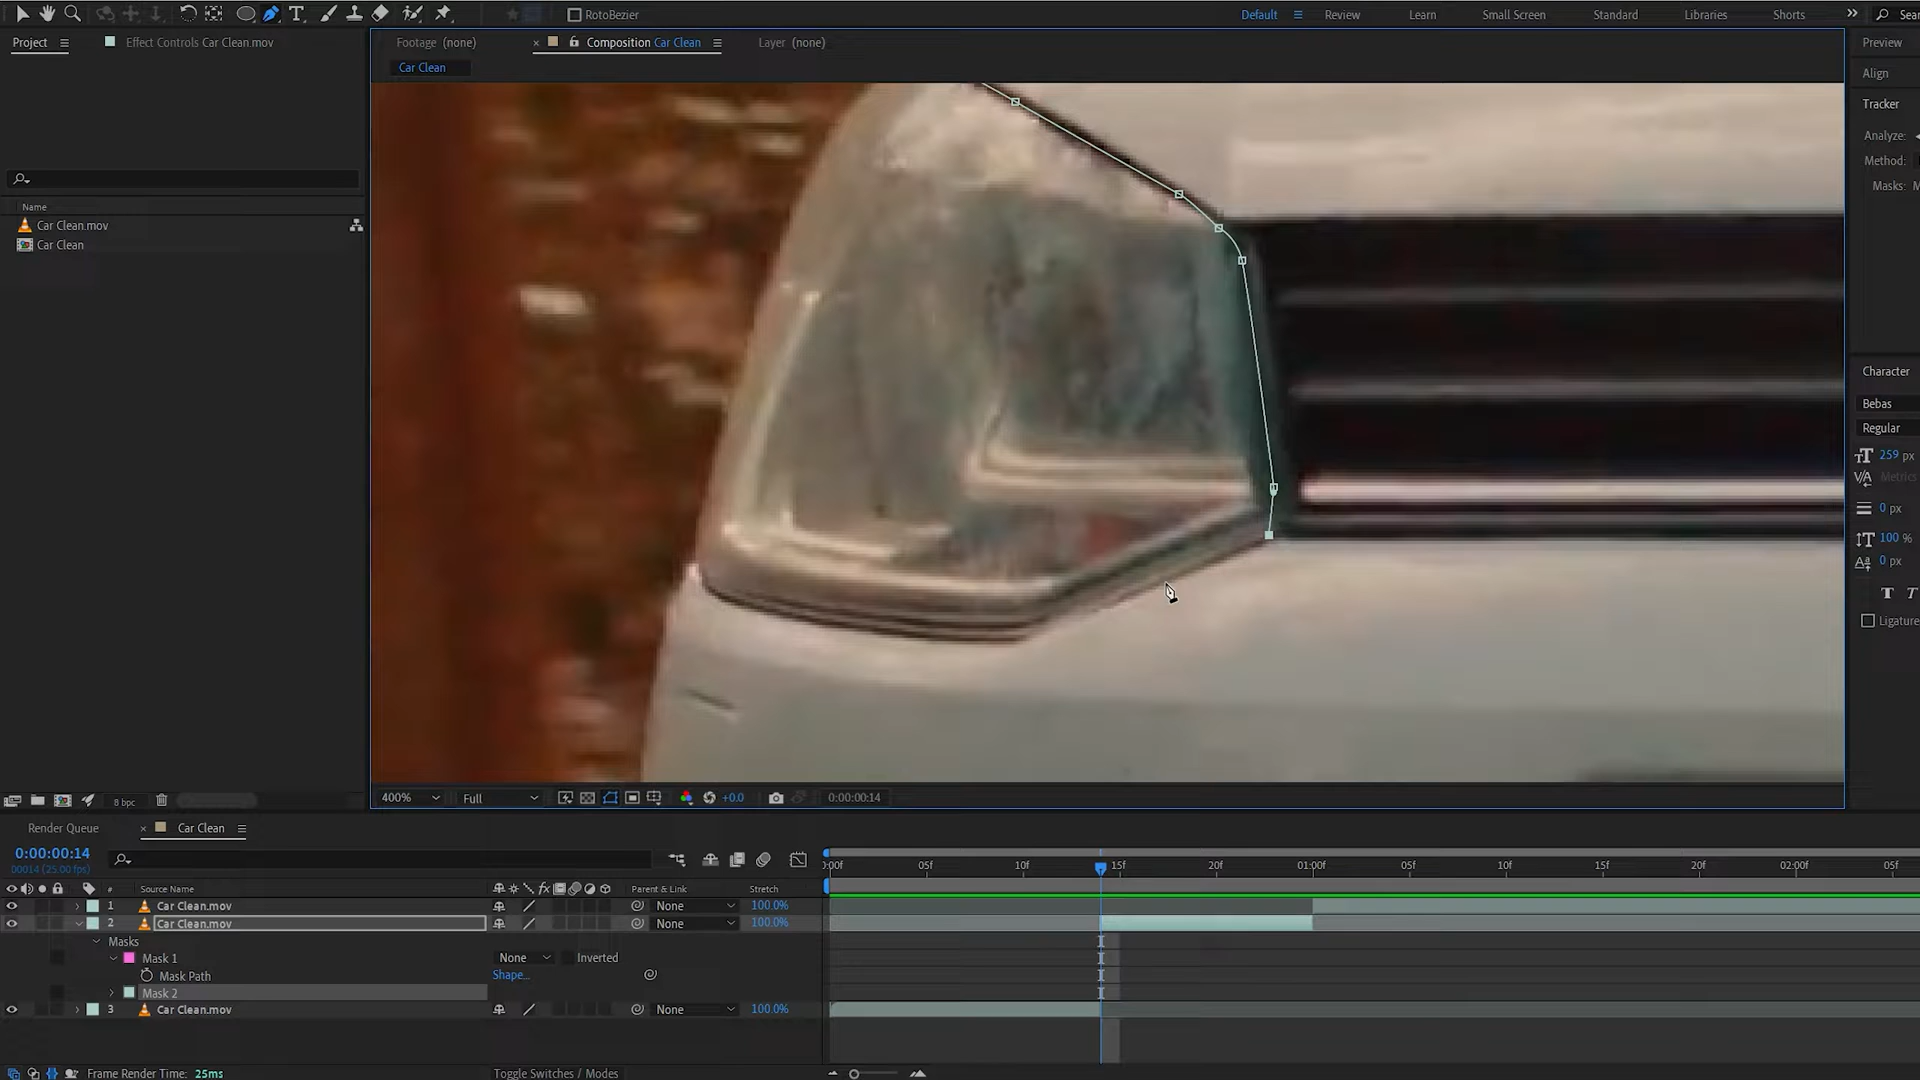 RotoBezier
Default
Review
Learn
Small Screen
Standard
Libraries
Shorts
Project
Effect Controls Car Clean.mov
Footage (none)
× Composition Car Clean
Layer (none)
Preview
Car Clean
Align
Tracker
Analyze:
Method:
Masks:
Name
Car Clean.mov
Car Clean
Character
Bebas
Regular
259 px
Metrics
0 px
100 %
0 px
T T
Ligature
8 bpc
400%
Full
+0.0
0:00:00:14
Render Queue
× Car Clean
0:00:00:14
00014 (25.00 fps)
05f 10f 15f 20f 01:00f 05f 10f 15f 20f 02:00f 05f
# Source Name fx Parent & Link Stretch
1 Car Clean.mov None 100.0%
2 Car Clean.mov None 100.0%
Masks
Mask 1 None Inverted
Mask Path Shape...
Mask 2
3 Car Clean.mov None 100.0%
Frame Render Time: 25ms
Toggle Switches / Modes